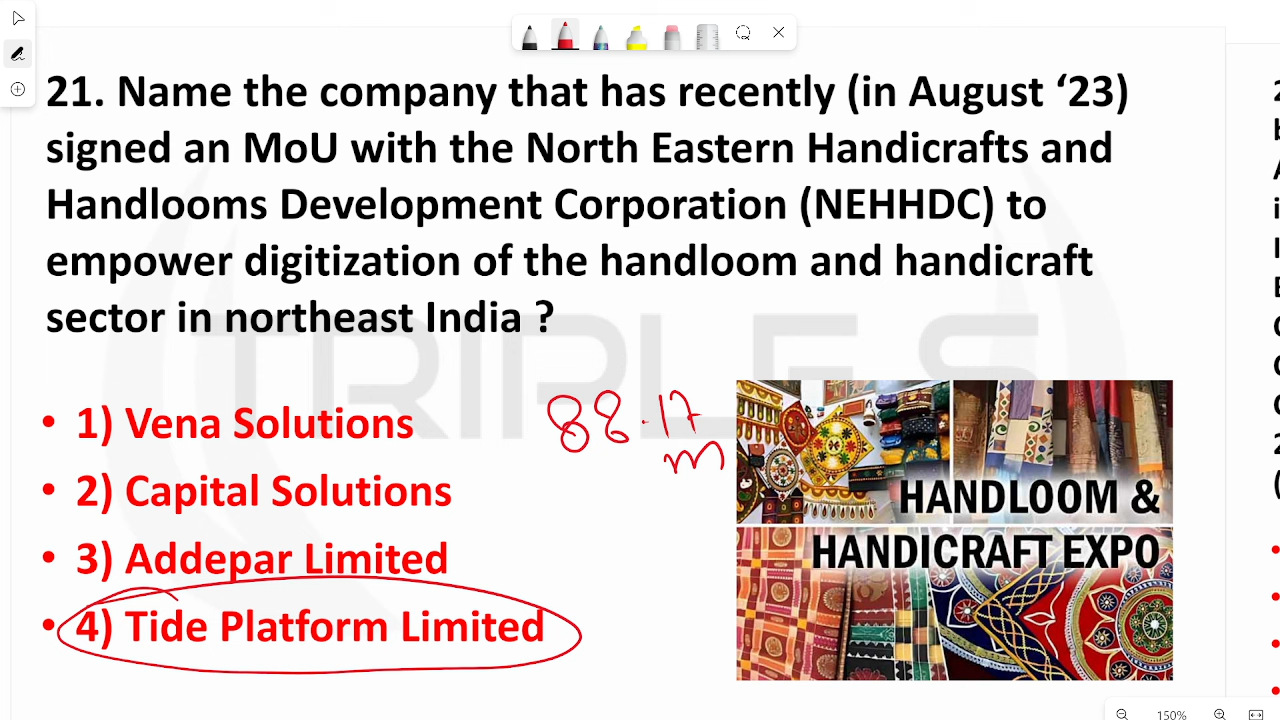 21. Name the company that has recently (in August ‘23)
signed an MoU with the North Eastern Handicrafts and
Handlooms Development Corporation (NEHHDC) to
empower digitization of the handloom and handicraft
sector in northeast India ?
TRIPLE S
• 1) Vena Solutions
• 2) Capital Solutions
• 3) Addepar Limited
• 4) Tide Platform Limited
88.17
m
HANDLOOM &
HANDICRAFT EXPO
150%